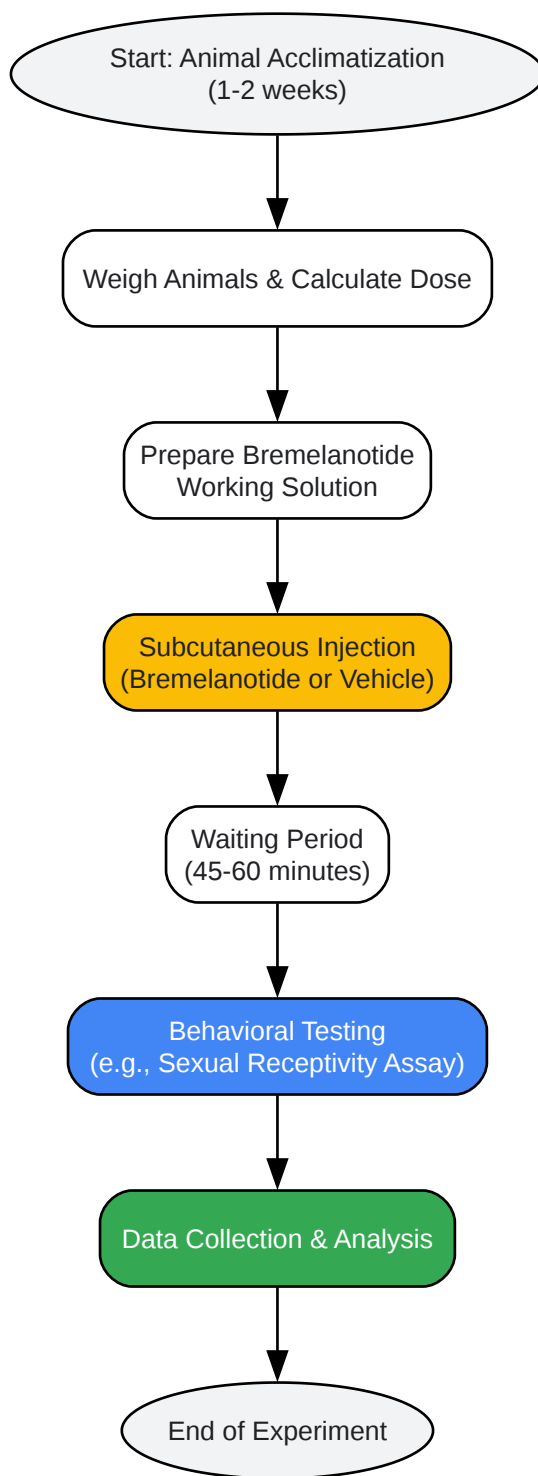 Start: Animal Acclimatization
(1-2 weeks)
Weigh Animals & Calculate Dose
Prepare Bremelanotide
Working Solution
Subcutaneous Injection
(Bremelanotide or Vehicle)
Waiting Period
(45-60 minutes)
Behavioral Testing
(e.g., Sexual Receptivity Assay)
Data Collection & Analysis
End of Experiment